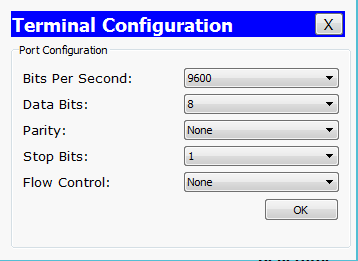 Terminal Configuration X
Port Configuration
Bits Per Second: 9600
Data Bits: 8
Parity: None
Stop Bits: 1
Flow Control: None
OK